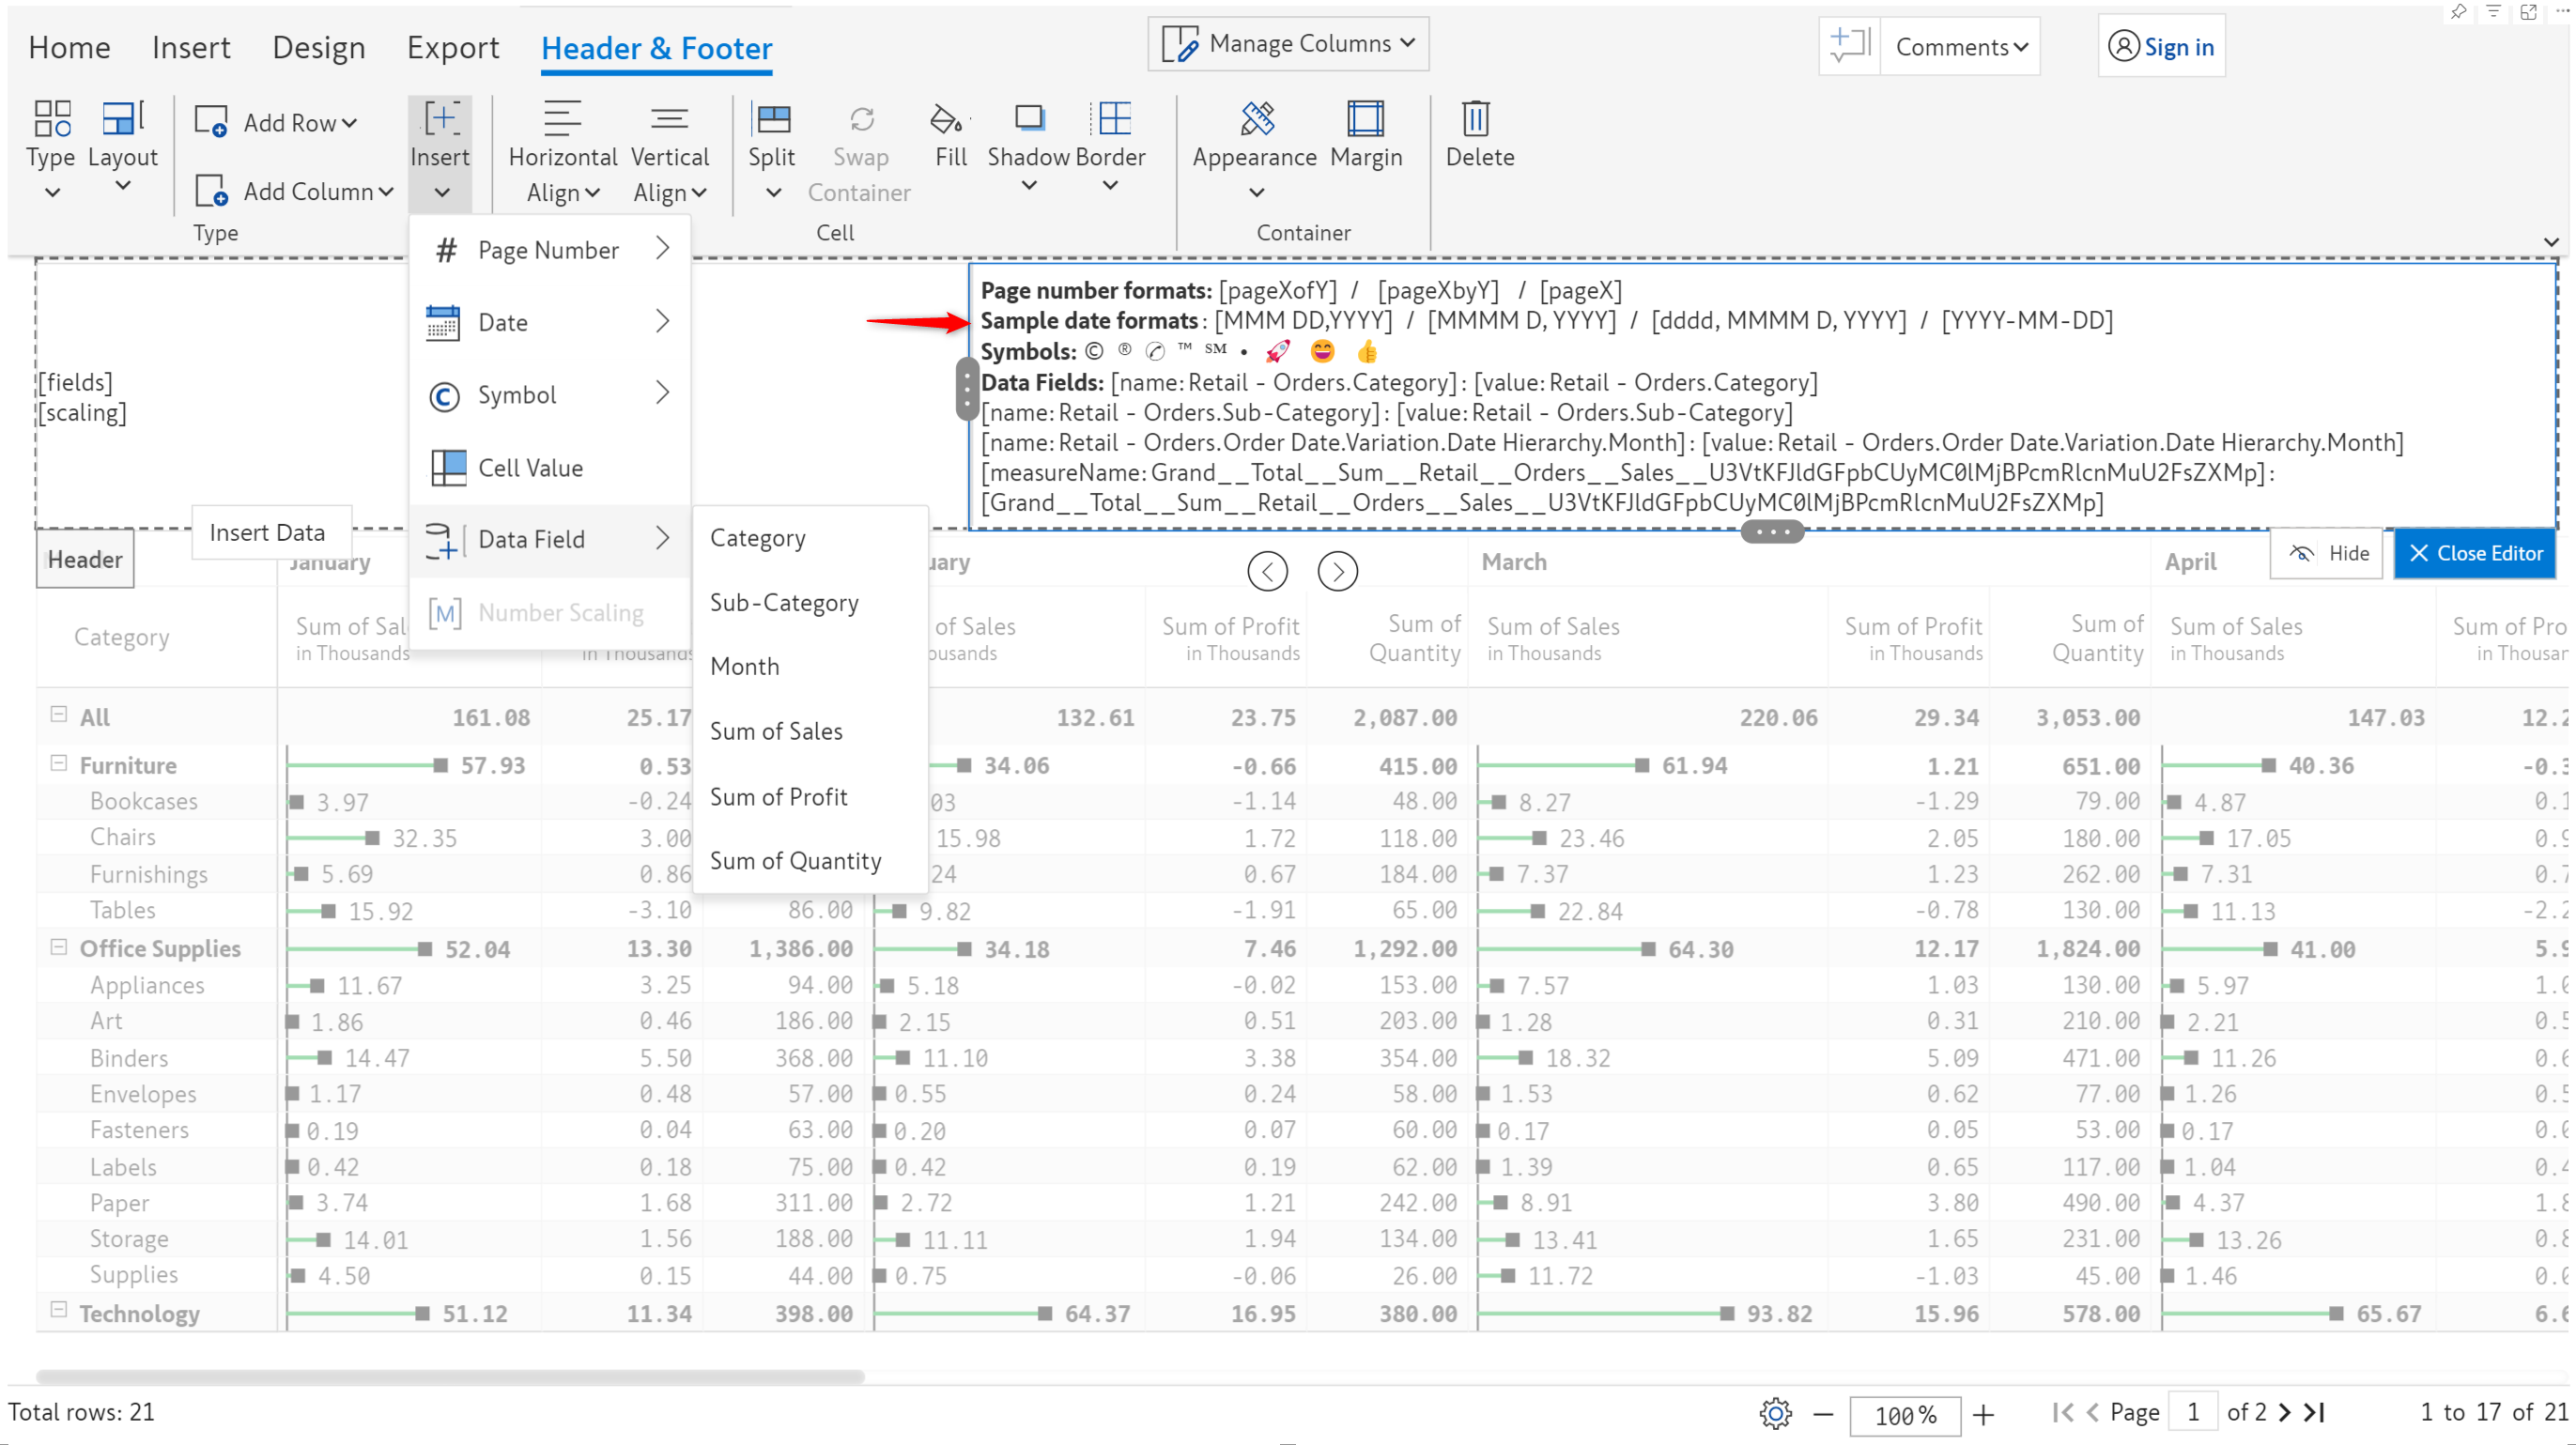 Home Insert Design Export Header & Footer Manage Columns Comments Sign in
Type Layout Add Row Add Column Insert Horizontal Align Vertical Align Split Swap Container Fill Shadow Border Appearance Margin Delete
Type Cell Container
# Page Number
Date
Symbol
Cell Value
Data Field
[M] Number Scaling
Insert Data
Category
Sub-Category
Month
Sum of Sales
Sum of Profit
Sum of Quantity
[fields]
[scaling]
Page number formats: [pageXofY] / [pageXbyY] / [pageX]
Sample date formats : [MMM DD,YYYY] / [MMMM D, YYYY] / [dddd, MMMM D, YYYY] / [YYYY-MM-DD]
Symbols: © ® ✆ ™ ℠ • 🚀 😄 👍
Data Fields: [name:Retail - Orders.Category] : [value:Retail - Orders.Category]
[name:Retail - Orders.Sub-Category] : [value:Retail - Orders.Sub-Category]
[name:Retail - Orders.Order Date.Variation.Date Hierarchy.Month] : [value:Retail - Orders.Order Date.Variation.Date Hierarchy.Month]
[measureName:Grand__Total__Sum__Retail__Orders__Sales__U3VtKFJldGFpbCUyMC0lMjBPcmRlcnMuU2FsZXMp] :
[Grand__Total__Sum__Retail__Orders__Sales__U3VtKFJldGFpbCUyMC0lMjBPcmRlcnMuU2FsZXMp]
Header Hide Close Editor
January uary March April
Category Sum of Sal in Thousands in Thousands of Sales ousands Sum of Profit in Thousands Sum of Quantity Sum of Sales in Thousands Sum of Profit in Thousands Sum of Quantity Sum of Sales in Thousands Sum of Pro in Thousan
All 161.08 25.17 132.61 23.75 2,087.00 220.06 29.34 3,053.00 147.03 12.2
Furniture 57.93 0.53 34.06 -0.66 415.00 61.94 1.21 651.00 40.36 -0.3
Bookcases 3.97 -0.24 03 -1.14 48.00 8.27 -1.29 79.00 4.87 0.1
Chairs 32.35 3.00 15.98 1.72 118.00 23.46 2.05 180.00 17.05 0.9
Furnishings 5.69 0.86 24 0.67 184.00 7.37 1.23 262.00 7.31 0.7
Tables 15.92 -3.10 86.00 9.82 -1.91 65.00 22.84 -0.78 130.00 11.13 -2.2
Office Supplies 52.04 13.30 1,386.00 34.18 7.46 1,292.00 64.30 12.17 1,824.00 41.00 5.9
Appliances 11.67 3.25 94.00 5.18 -0.02 153.00 7.57 1.03 130.00 5.97 1.0
Art 1.86 0.46 186.00 2.15 0.51 203.00 1.28 0.31 210.00 2.21 0.5
Binders 14.47 5.50 368.00 11.10 3.38 354.00 18.32 5.09 471.00 11.26 0.6
Envelopes 1.17 0.48 57.00 0.55 0.24 58.00 1.53 0.62 77.00 1.26 0.5
Fasteners 0.19 0.04 63.00 0.20 0.07 60.00 0.17 0.05 53.00 0.17 0.0
Labels 0.42 0.18 75.00 0.42 0.19 62.00 1.39 0.65 117.00 1.04 0.4
Paper 3.74 1.68 311.00 2.72 1.21 242.00 8.91 3.80 490.00 4.37 1.8
Storage 14.01 1.56 188.00 11.11 1.94 134.00 13.41 1.65 231.00 13.26 0.8
Supplies 4.50 0.15 44.00 0.75 -0.06 26.00 11.72 -1.03 45.00 1.46 0.0
Technology 51.12 11.34 398.00 64.37 16.95 380.00 93.82 15.96 578.00 65.67 6.6
Total rows: 21 100% Page 1 of 2 1 to 17 of 21